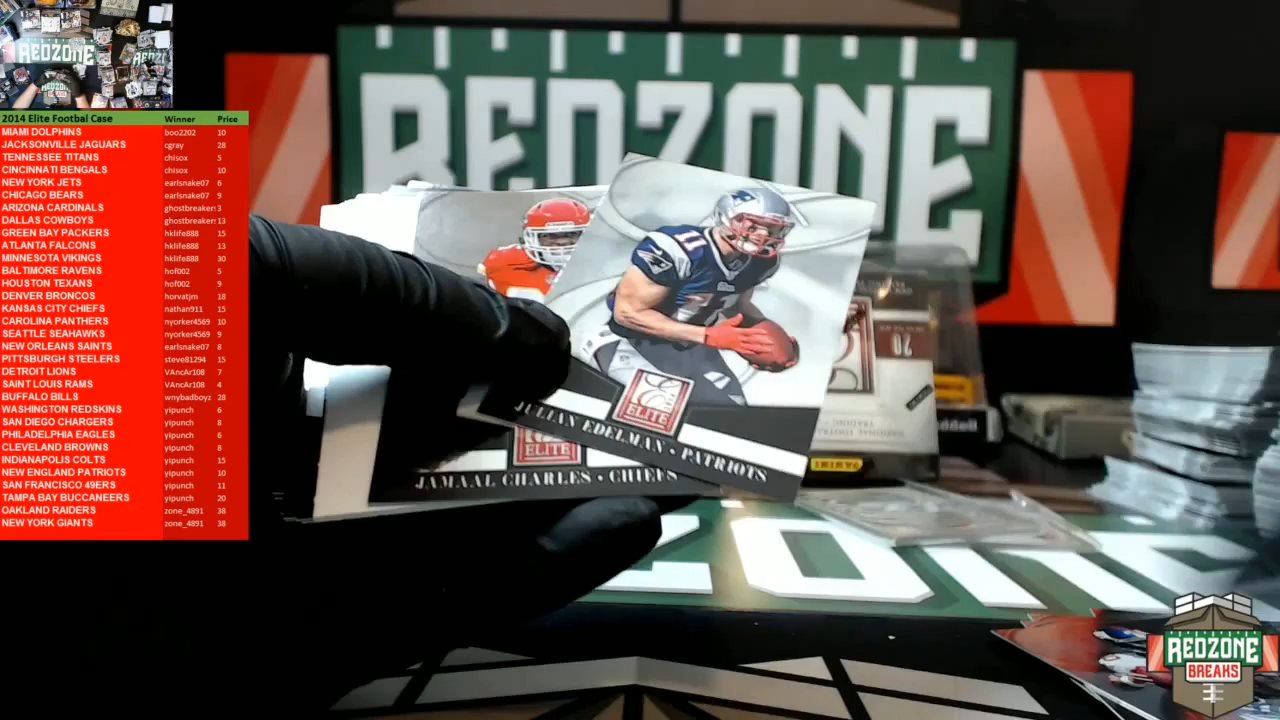 REDZONE
REDZONE
2014 Elite Footbal Case Winner Price
MIAMI DOLPHINS boo2202 10
JACKSONVILLE JAGUARS cgray 28
TENNESSEE TITANS chisox 5
CINCINNATI BENGALS chisox 10
NEW YORK JETS earlsnake07 6
CHICAGO BEARS earlsnake07 9
ARIZONA CARDINALS ghostbreaker 3
DALLAS COWBOYS ghostbreaker 13
GREEN BAY PACKERS hklife888 15
ATLANTA FALCONS hklife888 13
MINNESOTA VIKINGS hklife888 30
BALTIMORE RAVENS hof002 5
HOUSTON TEXANS hof002 9
DENVER BRONCOS horvatjm 18
KANSAS CITY CHIEFS nathan911 15
CAROLINA PANTHERS nyorker4569 10
SEATTLE SEAHAWKS nyorker4569 9
NEW ORLEANS SAINTS earlsnake07 8
PITTSBURGH STEELERS steve81294 15
DETROIT LIONS VAncAr108 7
SAINT LOUIS RAMS VAncAr108 4
BUFFALO BILLS wnybadboyz 28
WASHINGTON REDSKINS yipunch 6
SAN DIEGO CHARGERS yipunch 8
PHILADELPHIA EAGLES yipunch 6
CLEVELAND BROWNS yipunch 8
INDIANAPOLIS COLTS yipunch 15
NEW ENGLAND PATRIOTS yipunch 10
SAN FRANCISCO 49ERS yipunch 11
TAMPA BAY BUCCANEERS yipunch 20
OAKLAND RAIDERS zone_4891 38
NEW YORK GIANTS zone_4891 38
11
ELITE
JULIAN EDELMAN • PATRIOTS
ELITE
JAMAAL CHARLES • CHIEFS
20
ZONE
REDZONE
BREAKS